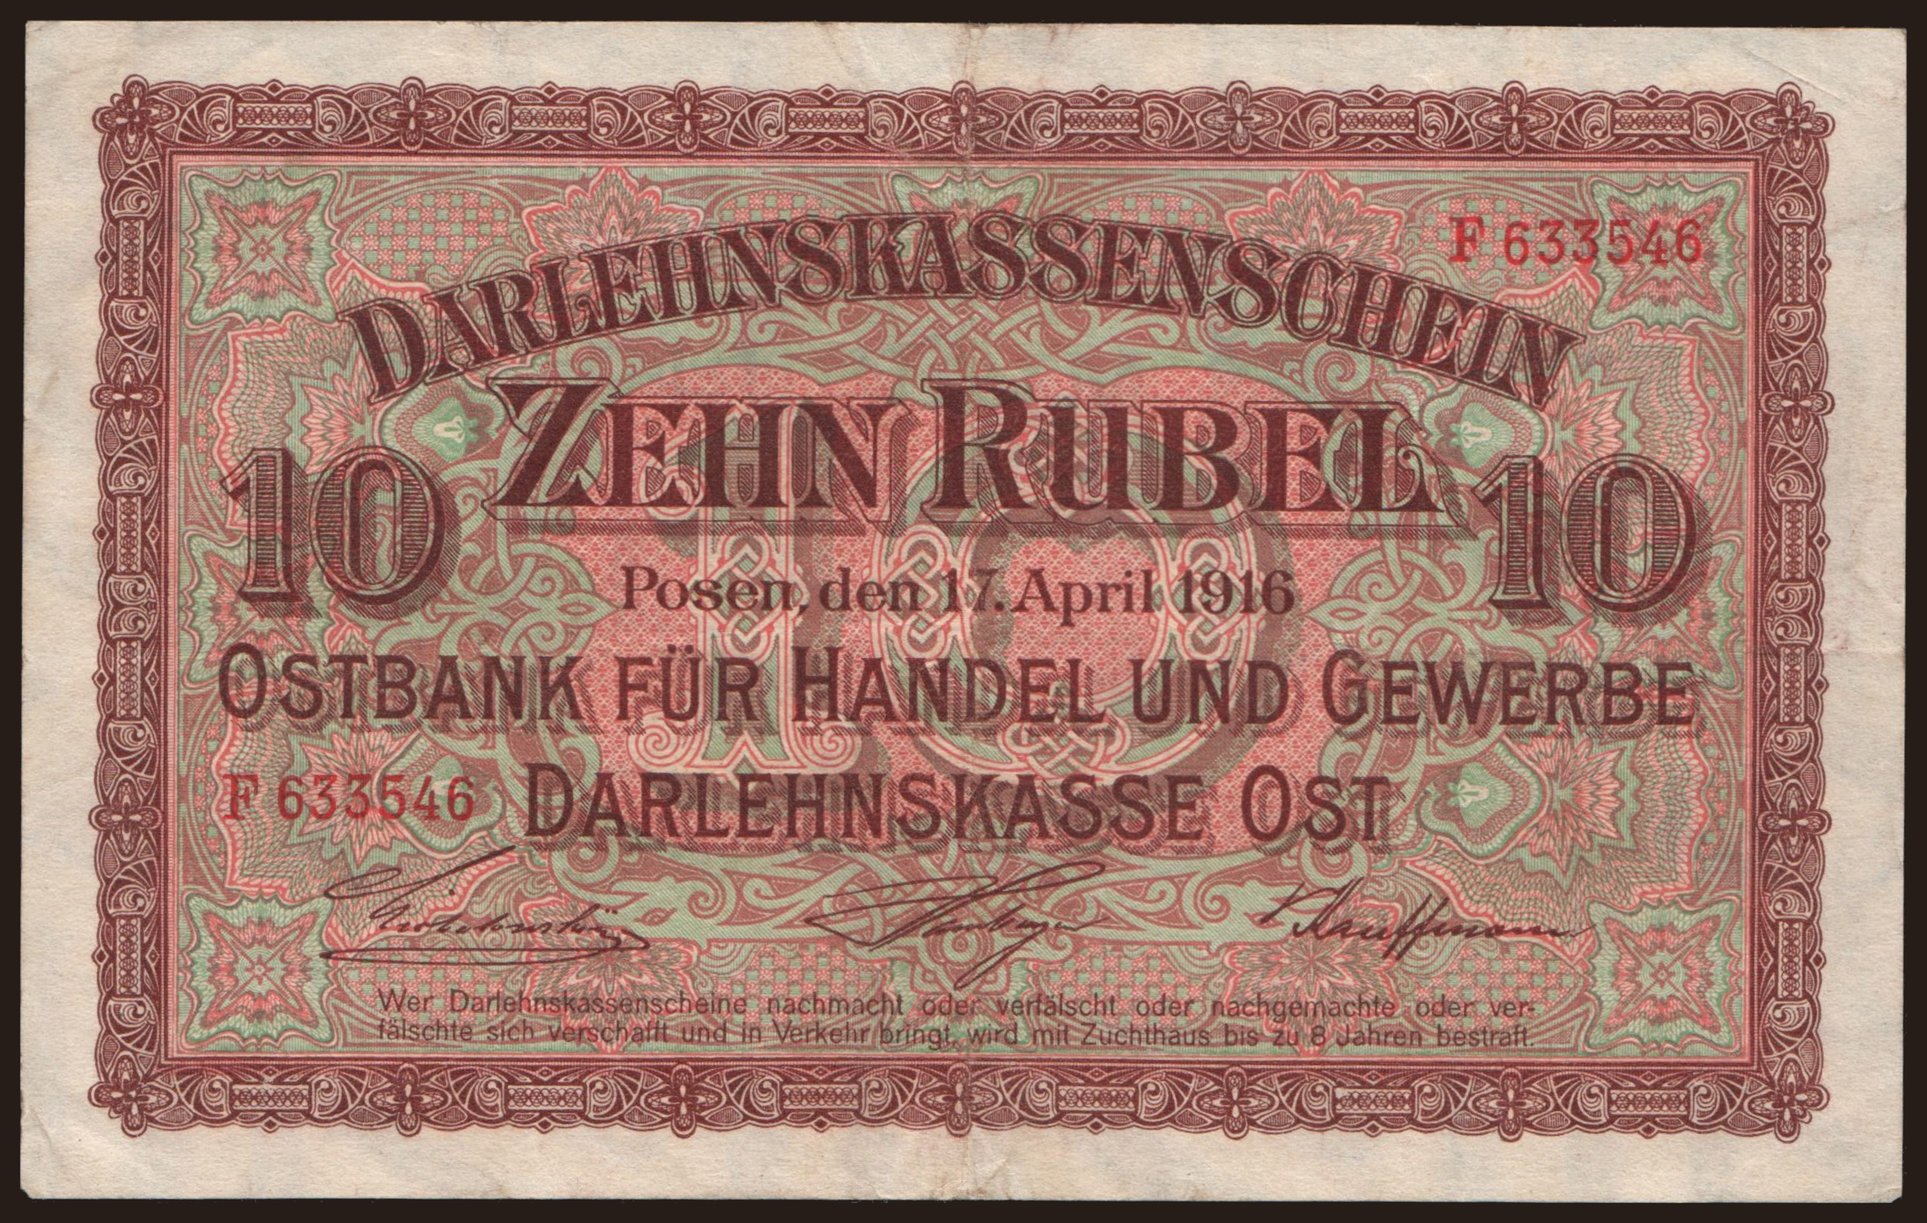 F 633546
DARLEHNSKASSENSCHEIN
ZEHN RUBEL
10 10
Posen, den 17. April 1916
OSTBANK FÜR HANDEL UND GEWERBE
F 633546 DARLEHNSKASSE OST
Kauffmann
Wer Darlehnskassenscheine nachmacht oder verfälscht oder nachgemachte oder ver-
fälschte sich verschafft und in Verkehr bringt, wird mit Zuchthaus bis zu 8 Jahren bestraft.